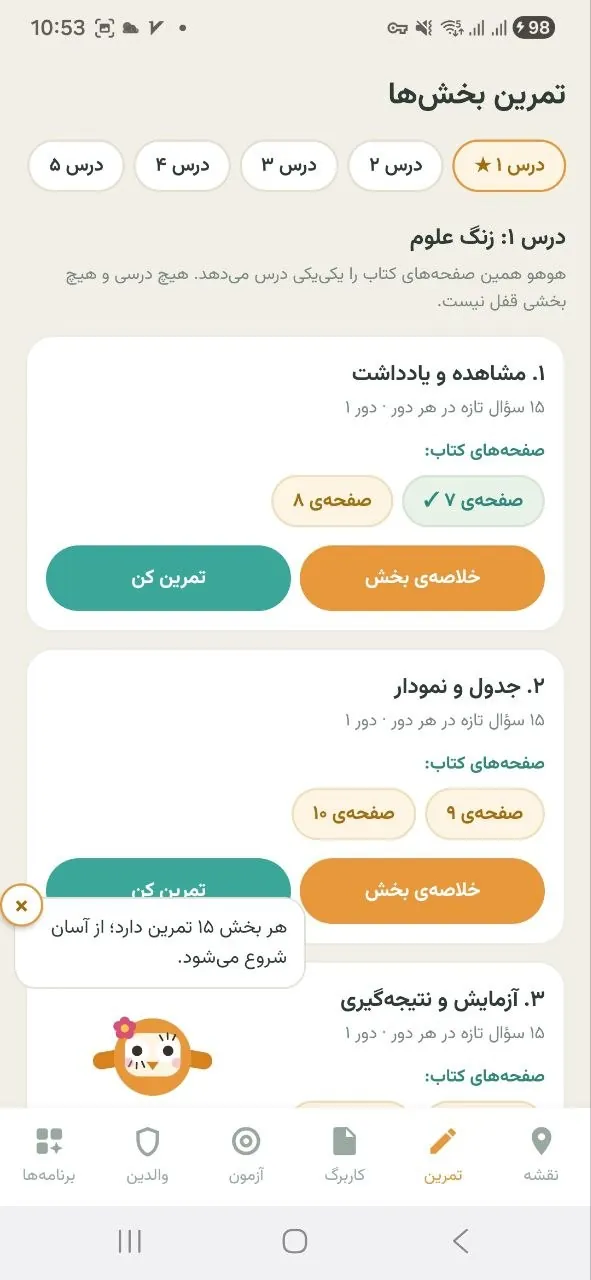 10:53
98
تمرین بخش‌ها
درس ۱ ★
درس ۲
درس ۳
درس ۴
درس ۵
درس ۱: زنگ علوم
هوهو همین صفحه‌های کتاب را یکی‌یکی درس می‌دهد. هیچ درسی و هیچ
بخشی قفل نیست.
۱. مشاهده و یادداشت
۱۵ سؤال تازه در هر دور · دور ۱
صفحه‌های کتاب:
صفحه‌ی ۷ ✓
صفحه‌ی ۸
خلاصه‌ی بخش
تمرین کن
۲. جدول و نمودار
۱۵ سؤال تازه در هر دور · دور ۱
صفحه‌های کتاب:
صفحه‌ی ۹
صفحه‌ی ۱۰
خلاصه‌ی بخش
تمرین کن
هر بخش ۱۵ تمرین دارد؛ از آسان
شروع می‌شود.
۳. آزمایش و نتیجه‌گیری
۱۵ سؤال تازه در هر دور · دور ۱
صفحه‌های کتاب:
نقشه
تمرین
کاربرگ
آزمون
والدین
برنامه‌ها